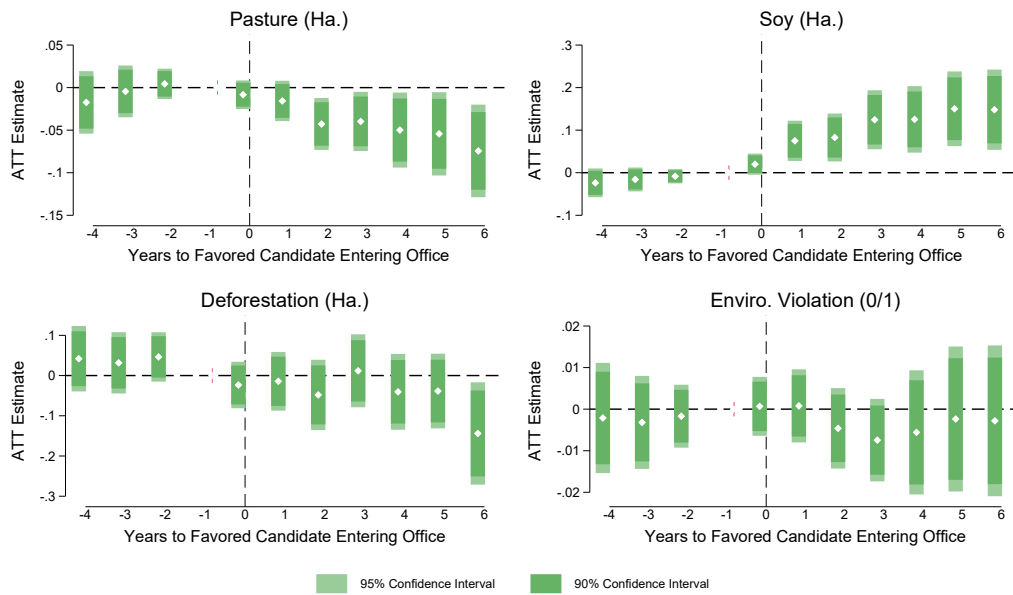 Pasture (Ha.)
.05
0
-.05
-.1
-.15
ATT Estimate
-4 -3 -2 -1 0 1 2 3 4 5 6
Years to Favored Candidate Entering Office
Soy (Ha.)
.3
.2
.1
0
-.1
ATT Estimate
-4 -3 -2 -1 0 1 2 3 4 5 6
Years to Favored Candidate Entering Office
Deforestation (Ha.)
.1
0
-.1
-.2
-.3
ATT Estimate
-4 -3 -2 -1 0 1 2 3 4 5 6
Years to Favored Candidate Entering Office
Enviro. Violation (0/1)
.02
.01
0
-.01
-.02
ATT Estimate
-4 -3 -2 -1 0 1 2 3 4 5 6
Years to Favored Candidate Entering Office
95% Confidence Interval 90% Confidence Interval